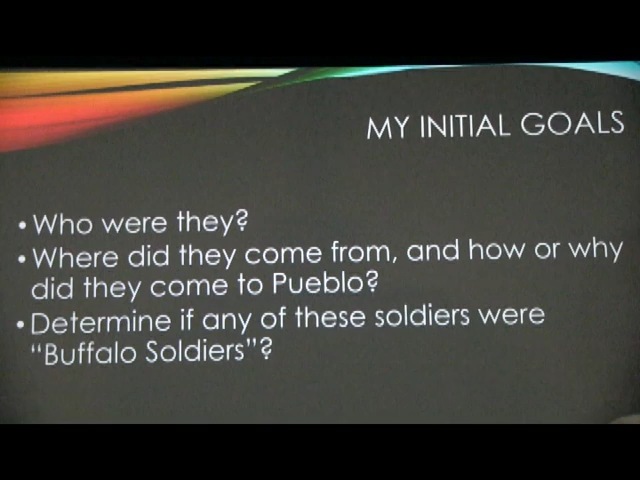 MY INITIAL GOALS
• Who were they?
• Where did they come from, and how or why
did they come to Pueblo?
• Determine if any of these soldiers were
“Buffalo Soldiers”?